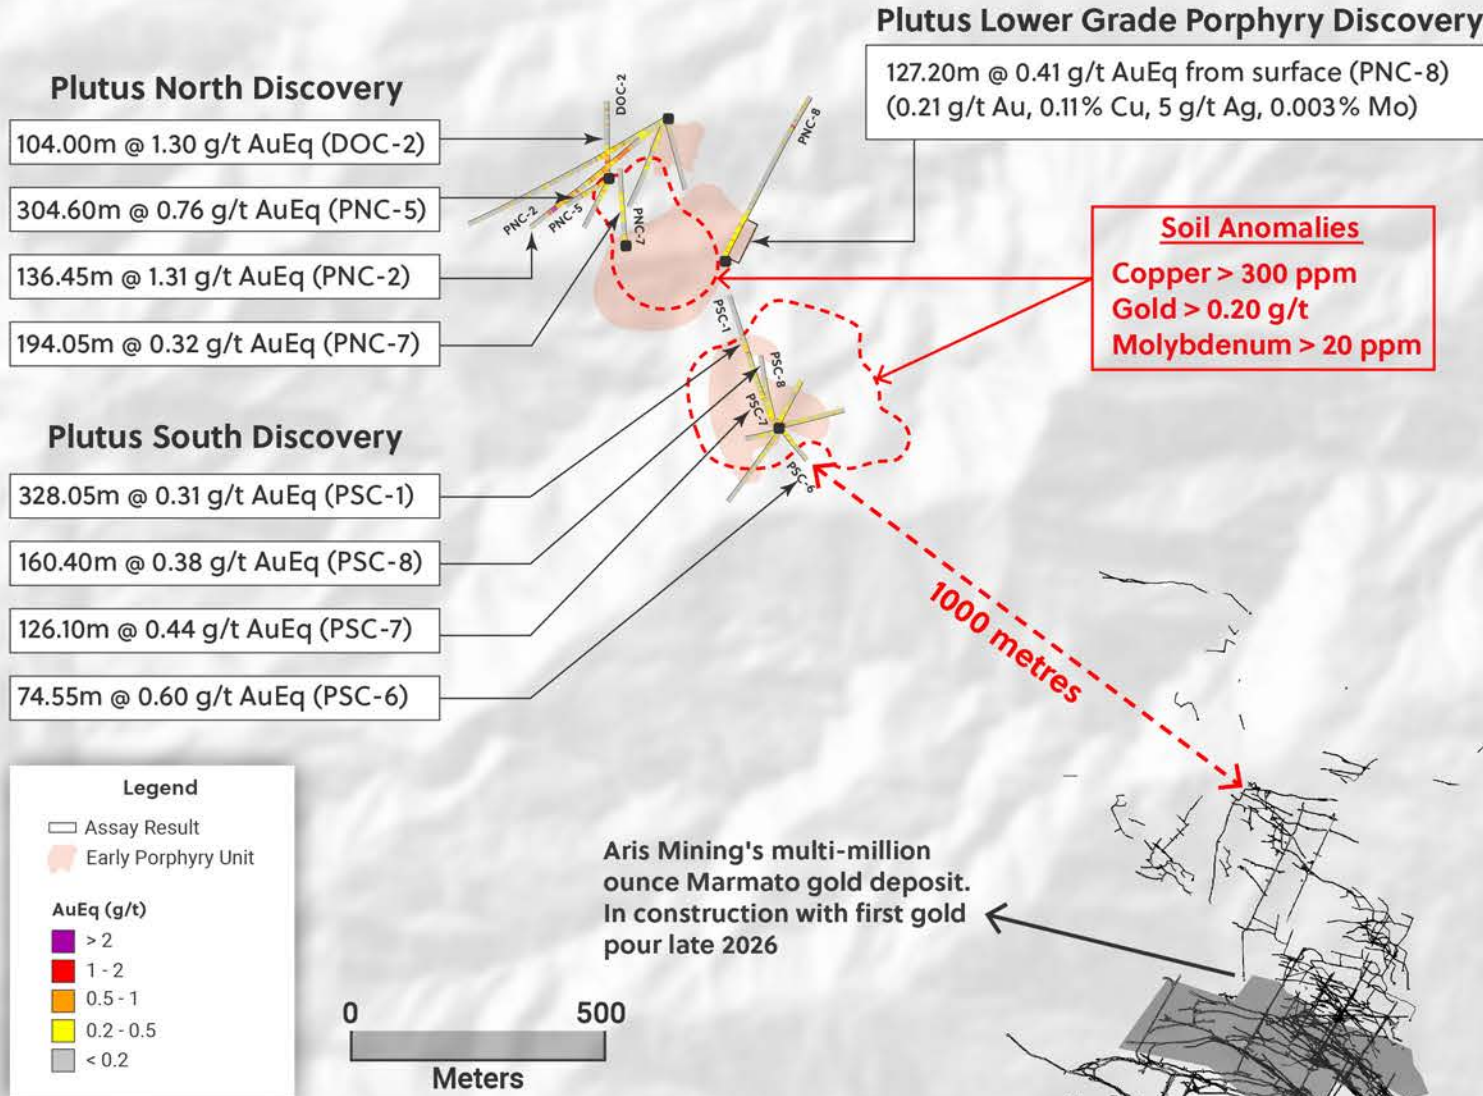 Plutus Lower Grade Porphyry Discovery
127.20m @ 0.41 g/t AuEq from surface (PNC-8)
(0.21 g/t Au, 0.11% Cu, 5 g/t Ag, 0.003% Mo)
Plutus North Discovery
104.00m @ 1.30 g/t AuEq (DOC-2)
304.60m @ 0.76 g/t AuEq (PNC-5)
136.45m @ 1.31 g/t AuEq (PNC-2)
194.05m @ 0.32 g/t AuEq (PNC-7)
DOC-2
PNC-8
PNC-2
PNC-5
PNC-7
Soil Anomalies
Copper > 300 ppm
Gold > 0.20 g/t
Molybdenum > 20 ppm
Plutus South Discovery
328.05m @ 0.31 g/t AuEq (PSC-1)
160.40m @ 0.38 g/t AuEq (PSC-8)
126.10m @ 0.44 g/t AuEq (PSC-7)
74.55m @ 0.60 g/t AuEq (PSC-6)
PSC-1
PSC-8
PSC-7
PSC-6
1000 metres
Aris Mining's multi-million
ounce Marmato gold deposit.
In construction with first gold
pour late 2026
Legend
Assay Result
Early Porphyry Unit
AuEq (g/t)
> 2
1 - 2
0.5 - 1
0.2 - 0.5
< 0.2
0 500
Meters